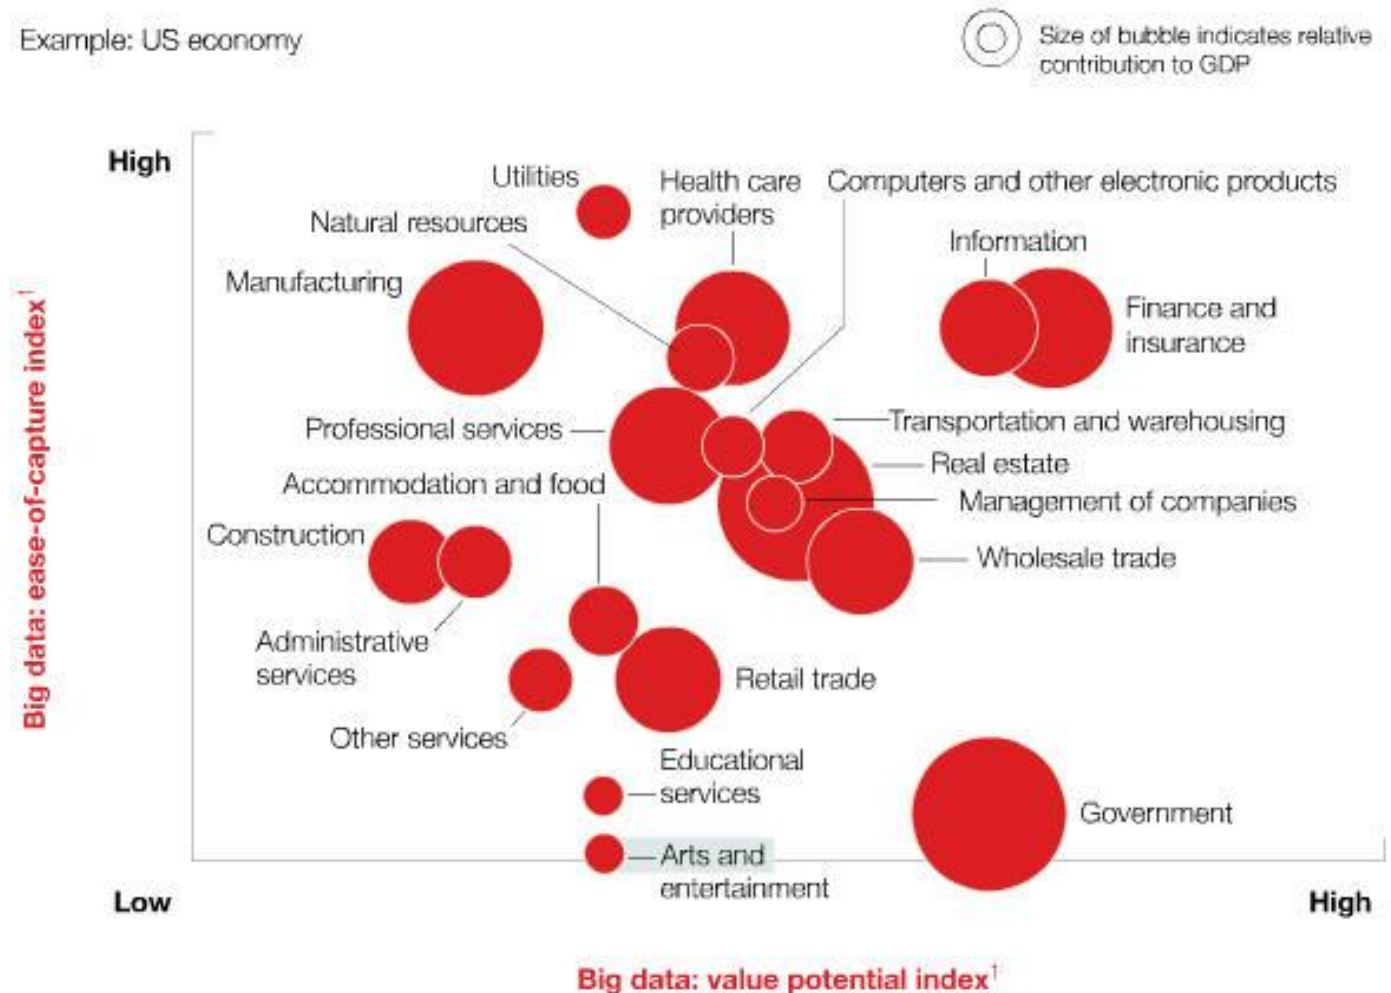 Example: US economy
Size of bubble indicates relative
contribution to GDP
High
Utilities
Health care
providers
Computers and other electronic products
Natural resources
Information
Manufacturing
Finance and
insurance
Big data: ease-of-capture index†
Professional services
Transportation and warehousing
Real estate
Accommodation and food
Management of companies
Construction
Wholesale trade
Administrative
services
Retail trade
Other services
Educational
services
Government
Arts and
entertainment
Low
High
Big data: value potential index†